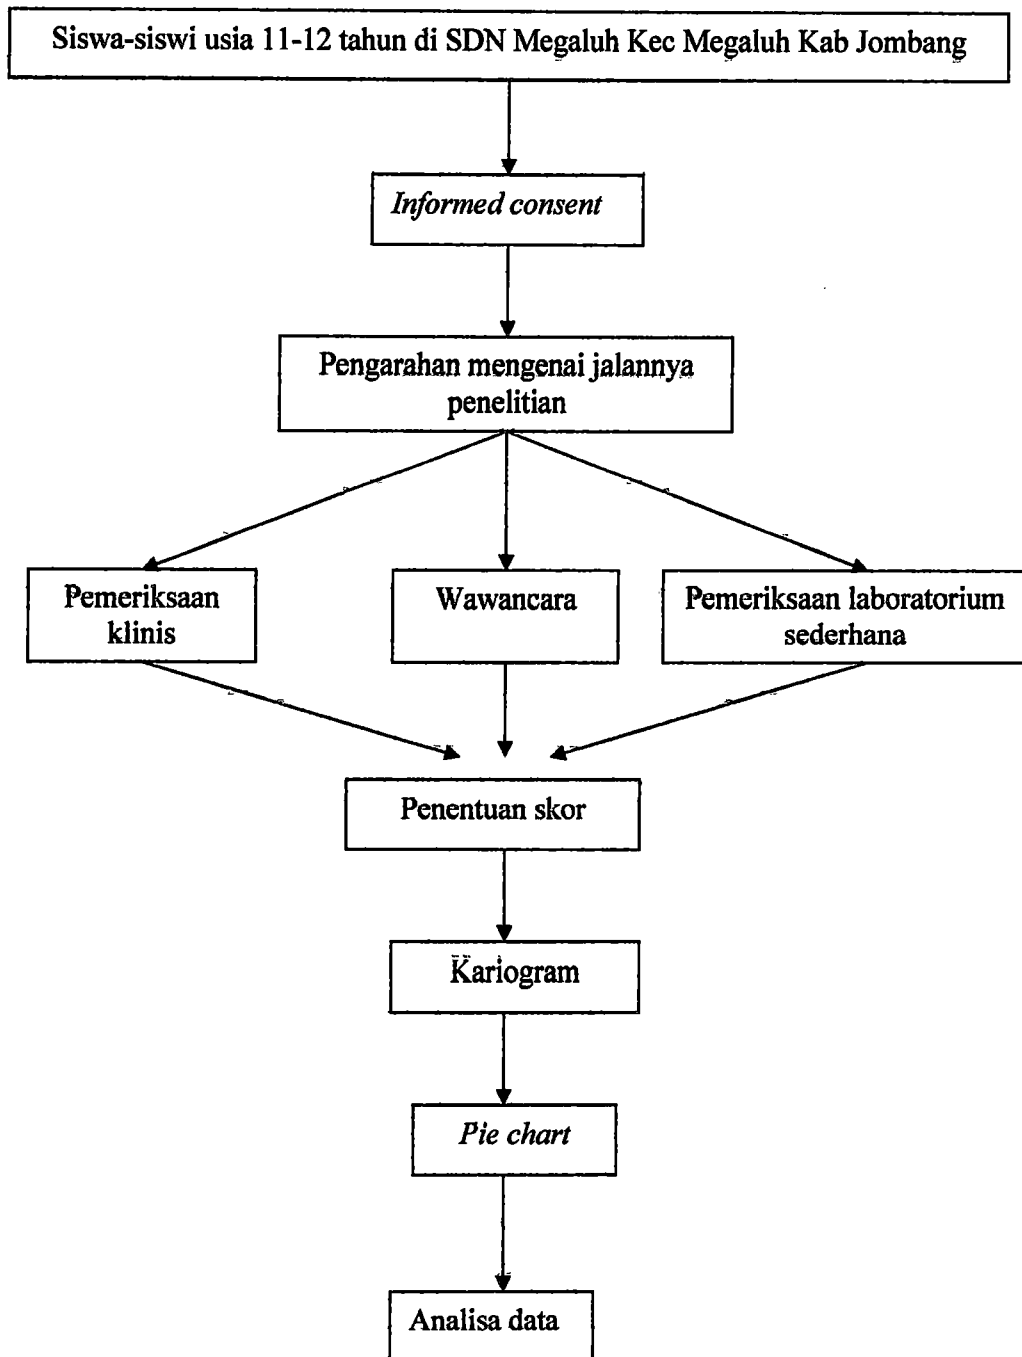 Siswa-siswi usia 11-12 tahun di SDN Megaluh Kec Megaluh Kab Jombang
Informed consent
Pengarahan mengenai jalannya
penelitian
Pemeriksaan
klinis
Wawancara
Pemeriksaan laboratorium
sederhana
Penentuan skor
Kariogram
Pie chart
Analisa data